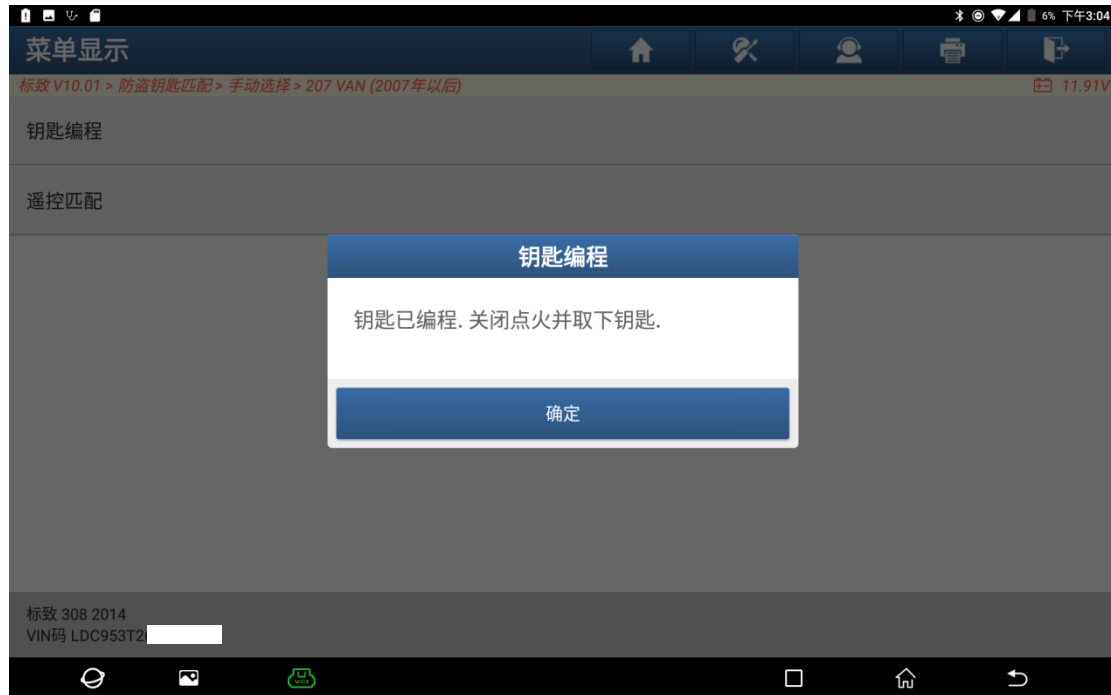 6% 下午3:04
菜单显示
标致 V10.01 > 防盗钥匙匹配 > 手动选择 > 207 VAN (2007年以后)
11.91V
钥匙编程
遥控匹配
钥匙编程
钥匙已编程. 关闭点火并取下钥匙.
确定
标致 308 2014
VIN码 LDC953T2
VCI